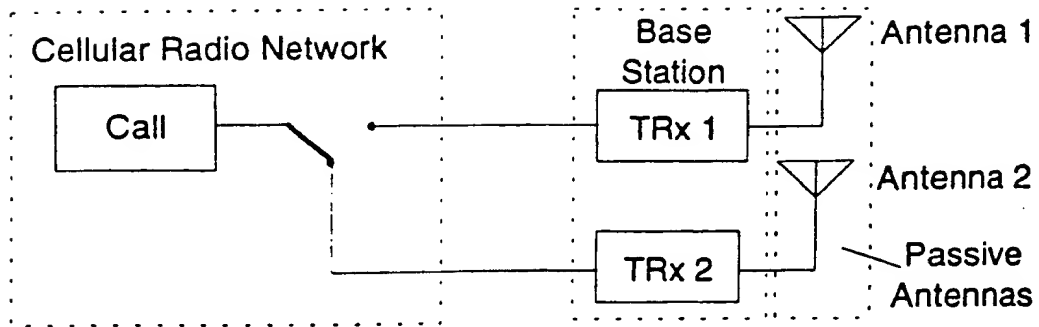 Cellular Radio Network
Call
Base
Station
TRx 1
TRx 2
Antenna 1
Antenna 2
Passive
Antennas